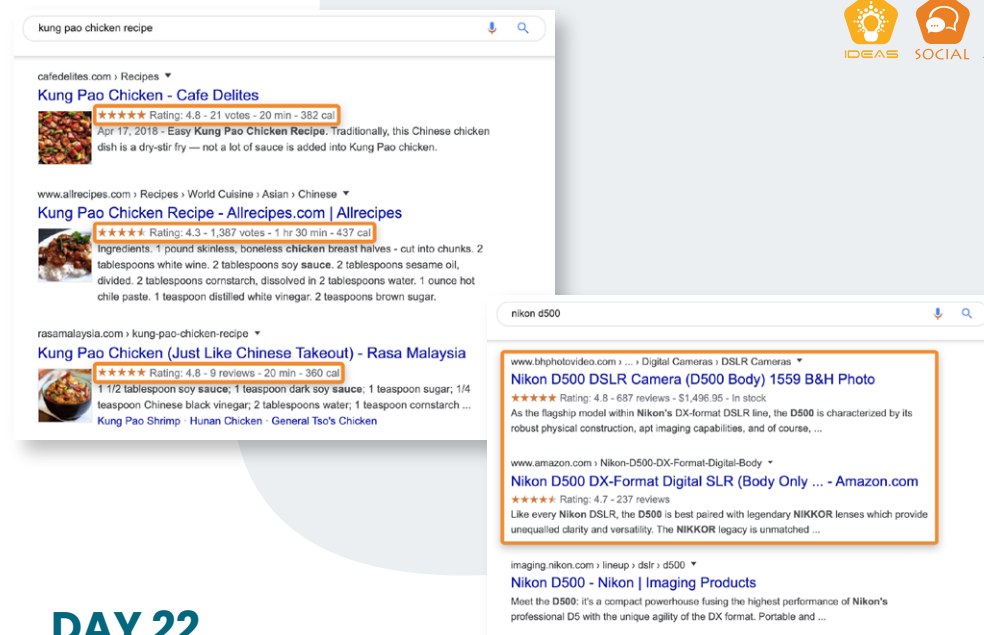 IDEAS
SOCIAL
kung pao chicken recipe
cafedelites.com › Recipes ▼
Kung Pao Chicken - Cafe Delites
★★★★★ Rating: 4.8 - 21 votes - 20 min - 382 cal
Apr 17, 2018 - Easy Kung Pao Chicken Recipe. Traditionally, this Chinese chicken
dish is a dry-stir fry — not a lot of sauce is added into Kung Pao chicken.
www.allrecipes.com › Recipes › World Cuisine › Asian › Chinese ▼
Kung Pao Chicken Recipe - Allrecipes.com | Allrecipes
Rating: 4.3 - 1,387 votes - 1 hr 30 min - 437 cal
Ingredients. 1 pound skinless, boneless chicken breast halves - cut into chunks. 2
tablespoons white wine. 2 tablespoons soy sauce. 2 tablespoons sesame oil,
divided. 2 tablespoons cornstarch, dissolved in 2 tablespoons water. 1 ounce hot
chile paste. 1 teaspoon distilled white vinegar. 2 teaspoons brown sugar.
rasamalaysia.com › kung-pao-chicken-recipe ▼
Kung Pao Chicken (Just Like Chinese Takeout) - Rasa Malaysia
★★★★★ Rating: 4.8 - 9 reviews - 20 min - 360 cal
1 1/2 tablespoon soy sauce; 1 teaspoon dark soy sauce; 1 teaspoon sugar; 1/4
teaspoon Chinese black vinegar; 2 tablespoons water; 1 teaspoon cornstarch ...
Kung Pao Shrimp · Hunan Chicken · General Tso's Chicken
nikon d500
www.bhphotovideo.com › ... › Digital Cameras › DSLR Cameras ▼
Nikon D500 DSLR Camera (D500 Body) 1559 B&H Photo
★★★★★ Rating: 4.8 - 687 reviews - $1,496.95 - In stock
As the flagship model within Nikon's DX-format DSLR line, the D500 is characterized by its
robust physical construction, apt imaging capabilities, and of course, ...
www.amazon.com › Nikon-D500-DX-Format-Digital-Body ▼
Nikon D500 DX-Format Digital SLR (Body Only ... - Amazon.com
Rating: 4.7 - 237 reviews
Like every Nikon DSLR, the D500 is best paired with legendary NIKKOR lenses which provide
unequalled clarity and versatility. The NIKKOR legacy is unmatched ...
imaging.nikon.com › lineup › dslr › d500 ▼
Nikon D500 - Nikon | Imaging Products
Meet the D500: it's a compact powerhouse fusing the highest performance of Nikon's
professional D5 with the unique agility of the DX format. Portable and ...
DAY 22